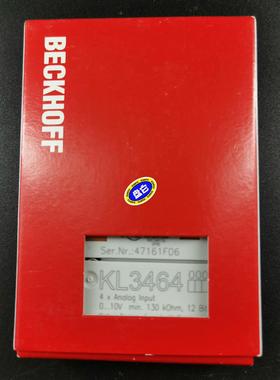 BECKHOFF
Ser.Nr.: 47161F06
KL3464
4 x Analog Input
0...10V min. 130 kOhm, 12 Bit